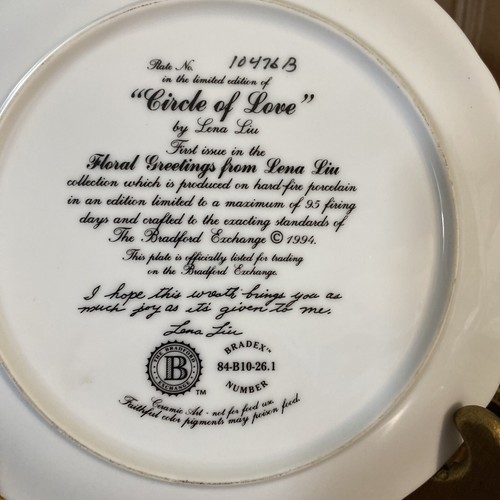 Plate No. 10476B
in the limited edition of
"Circle of Love"
by Lena Liu
First issue in the
Floral Greetings from Lena Liu
collection which is produced on hard-fire porcelain
in an edition limited to a maximum of 95 firing
days and crafted to the exacting standards of
The Bradford Exchange © 1994.
This plate is officially listed for trading
on the Bradford Exchange.
I hope this wreath brings you as
much joy as it's given to me.
Lena Liu
THE BRADFORD
B
EXCHANGE
TM
BRADEX™
84-B10-26.1
NUMBER
Ceramic Art - not for food use.
Faithful color pigments may poison food.